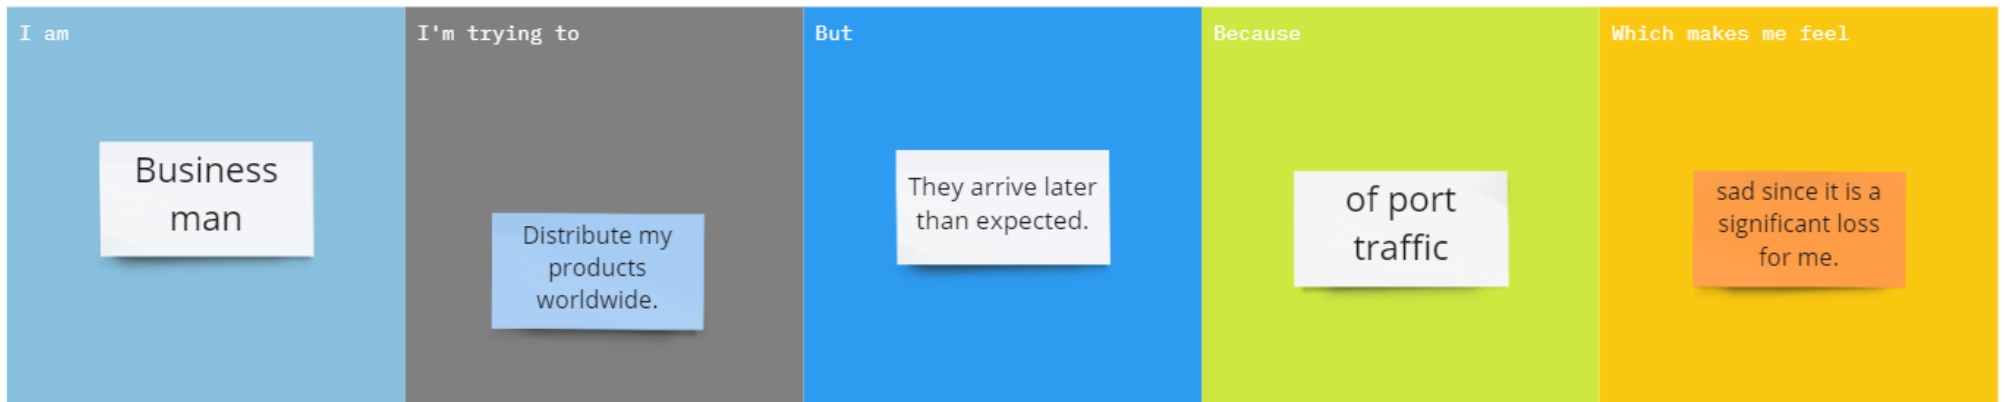 I am
I'm trying to
But
Because
Which makes me feel
Business
man
Distribute my
products
worldwide.
They arrive later
than expected.
of port
traffic
sad since it is a
significant loss
for me.